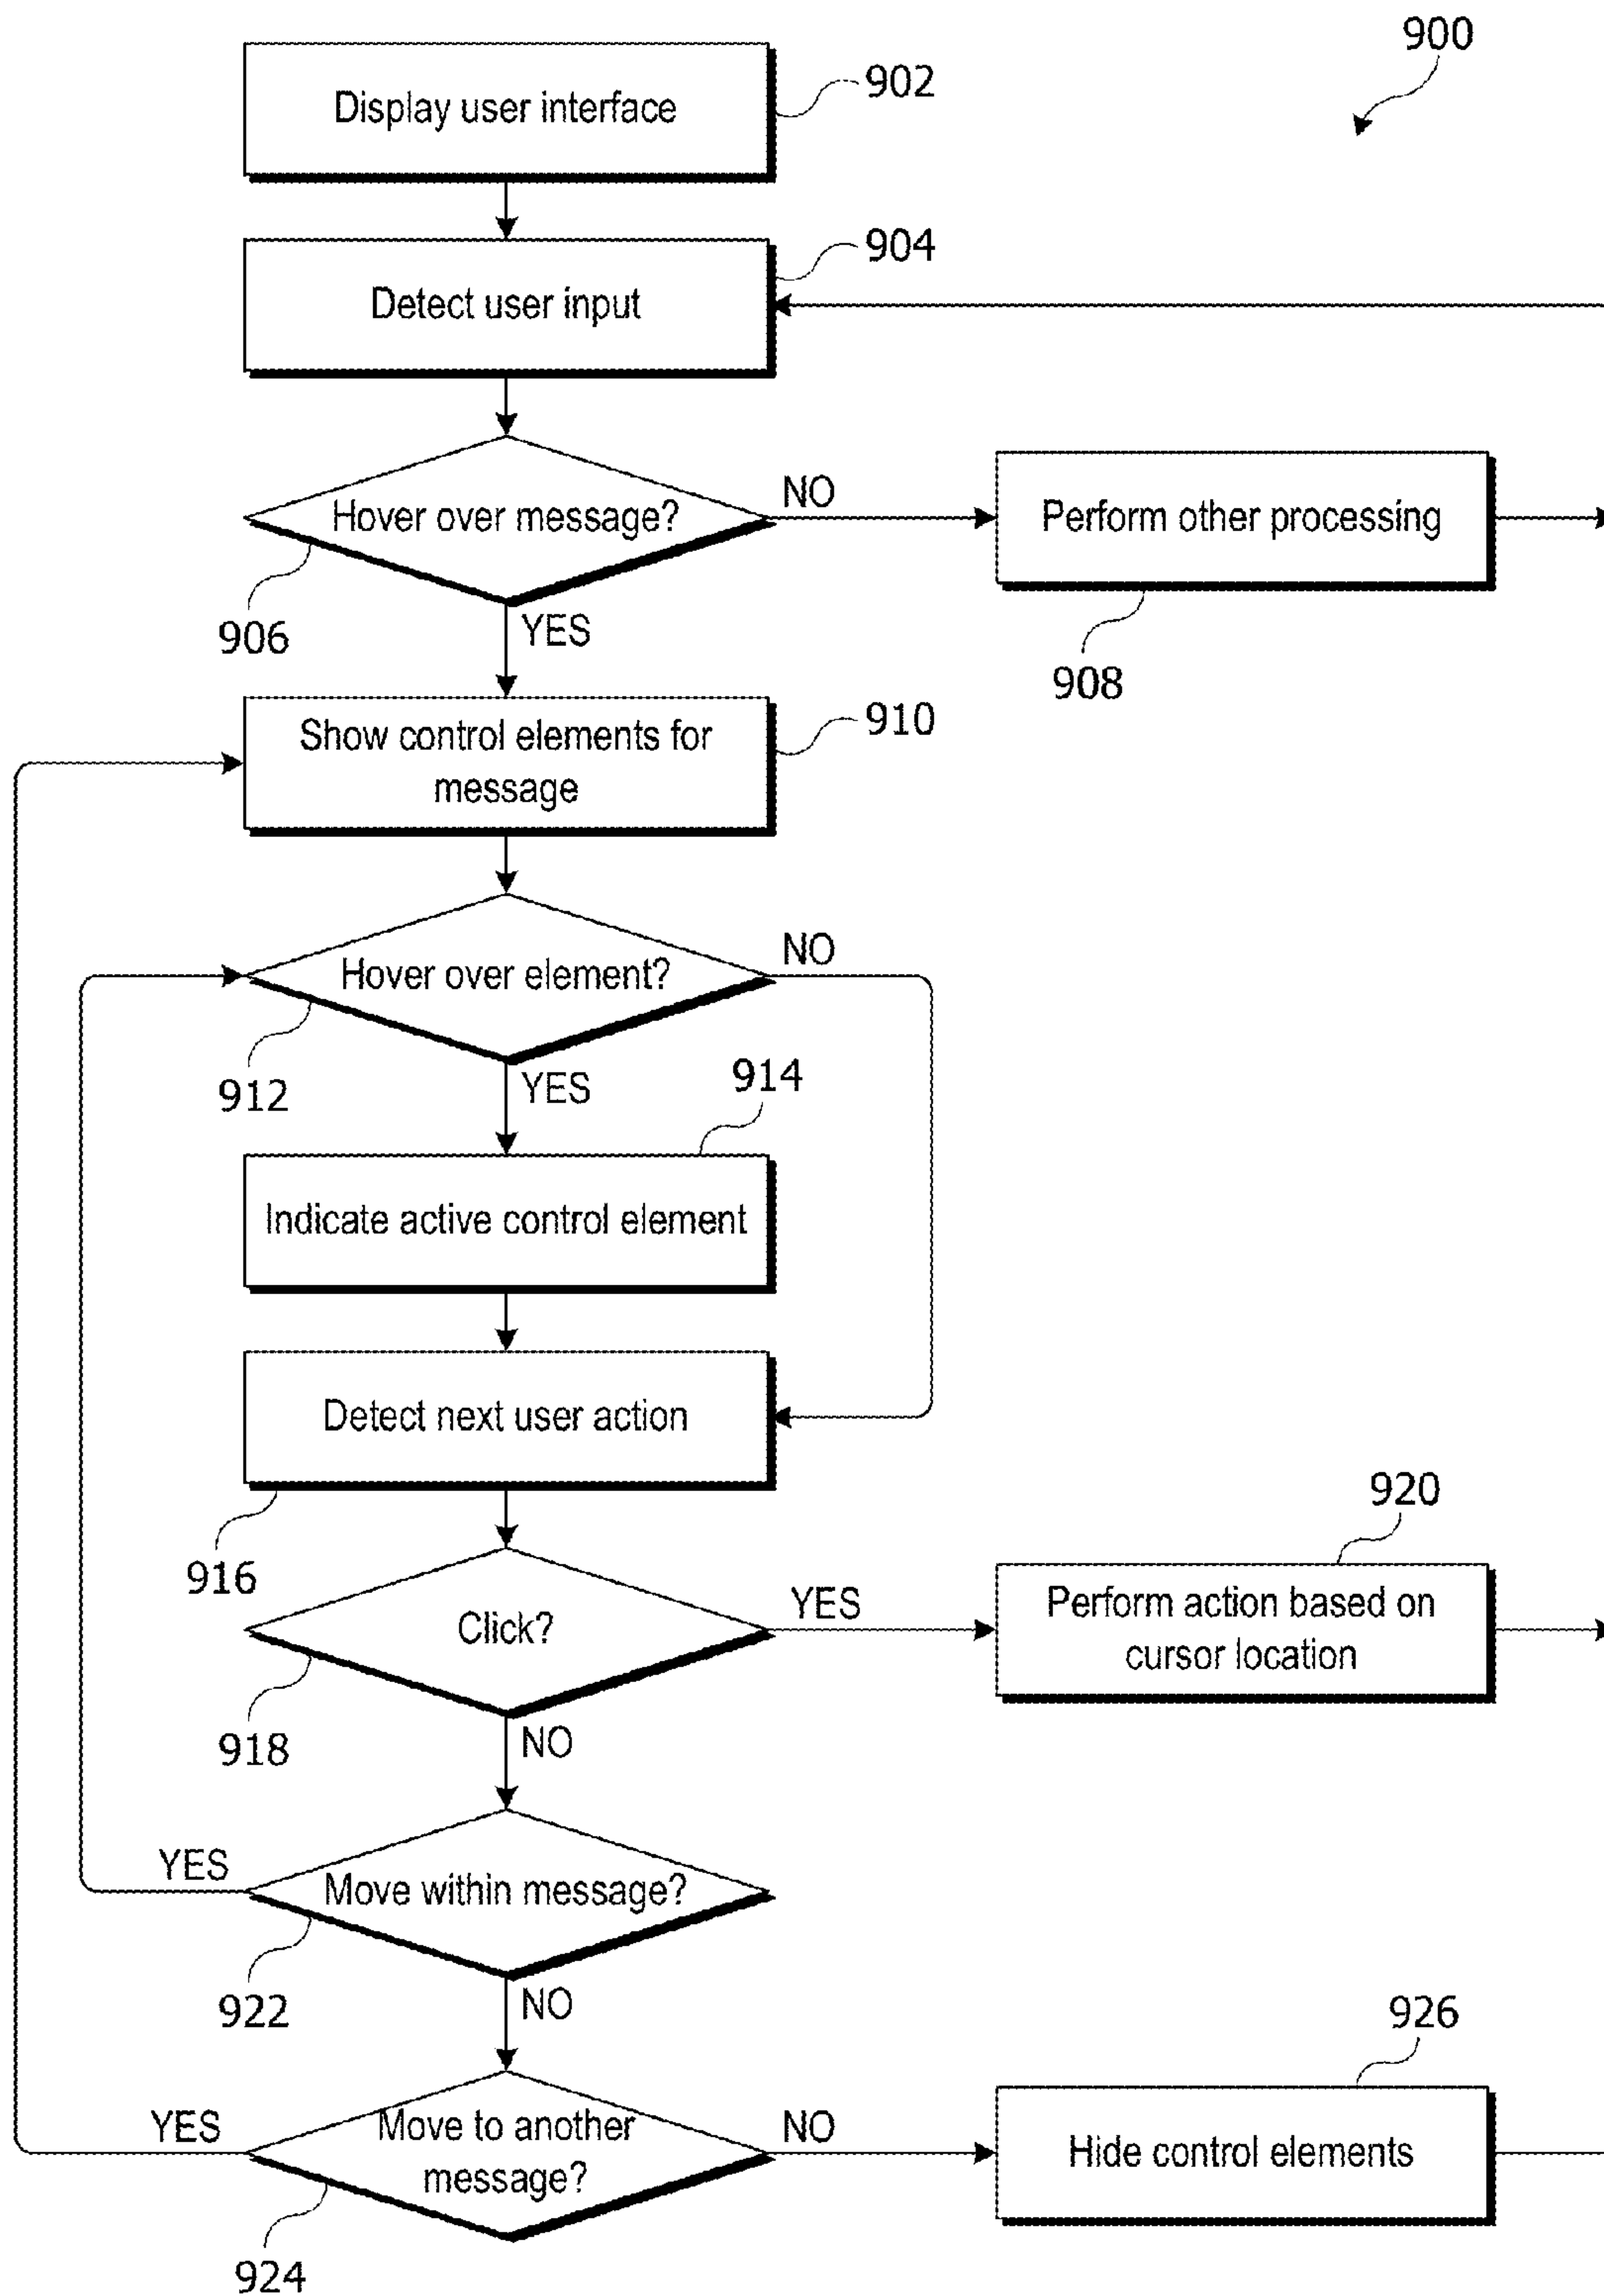 900
Display user interface
902
Detect user input
904
Hover over message?
906
NO
Perform other processing
908
YES
Show control elements for
message
910
Hover over element?
912
NO
YES
914
Indicate active control element
Detect next user action
916
Click?
918
YES
920
Perform action based on
cursor location
NO
Move within message?
922
YES
NO
Move to another
message?
924
YES
NO
926
Hide control elements